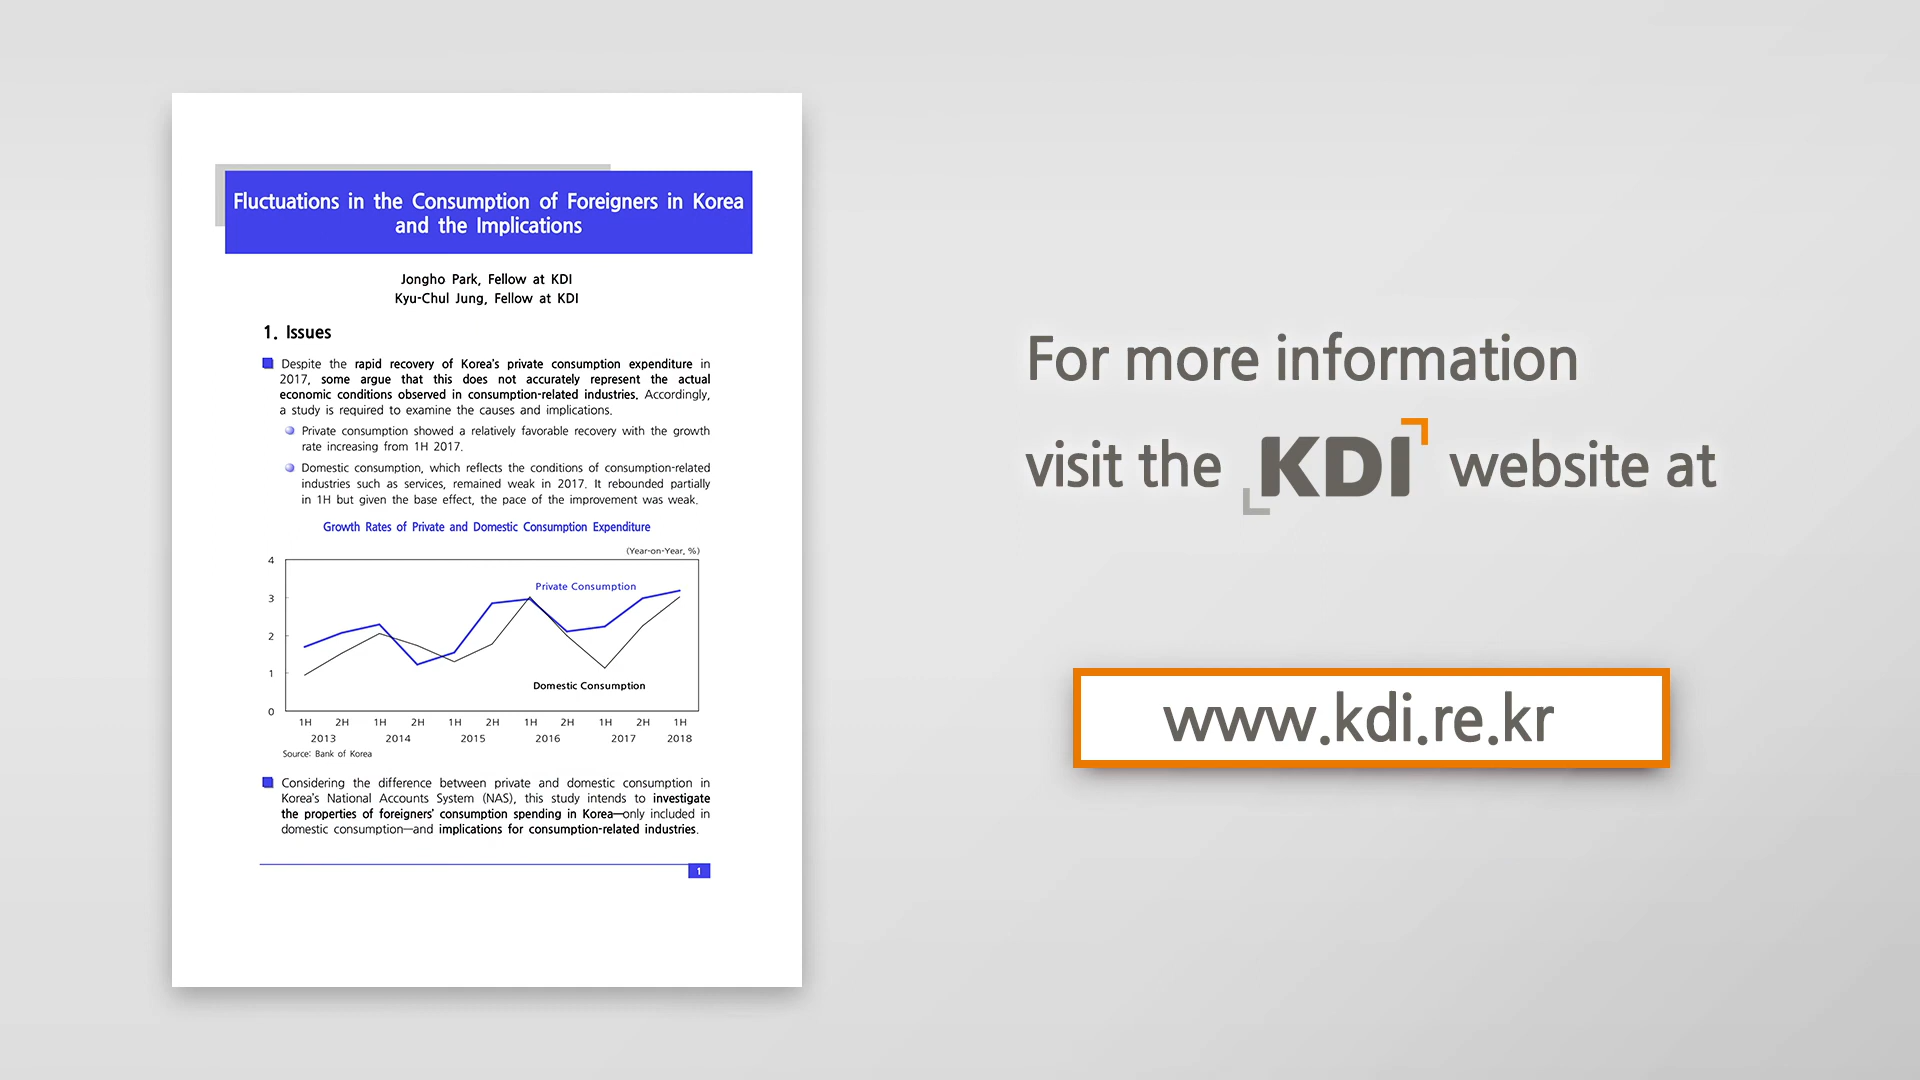 Fluctuations in the Consumption of Foreigners in Korea
and the Implications
Jongho Park, Fellow at KDI
Kyu-Chul Jung, Fellow at KDI
1. Issues
Despite the rapid recovery of Korea's private consumption expenditure in
2017, some argue that this does not accurately represent the actual
economic conditions observed in consumption-related industries. Accordingly,
a study is required to examine the causes and implications.
Private consumption showed a relatively favorable recovery with the growth
rate increasing from 1H 2017.
Domestic consumption, which reflects the conditions of consumption-related
industries such as services, remained weak in 2017. It rebounded partially
in 1H but given the base effect, the pace of the improvement was weak.
Growth Rates of Private and Domestic Consumption Expenditure
(Year-on-Year, %)
4
3
2
1
0
Private Consumption
Domestic Consumption
1H 2H 1H 2H 1H 2H 1H 2H 1H 2H 1H
2013 2014 2015 2016 2017 2018
Source: Bank of Korea
Considering the difference between private and domestic consumption in
Korea's National Accounts System (NAS), this study intends to investigate
the properties of foreigners' consumption spending in Korea—only included in
domestic consumption—and implications for consumption-related industries.
1
For more information
visit the KDI website at
www.kdi.re.kr